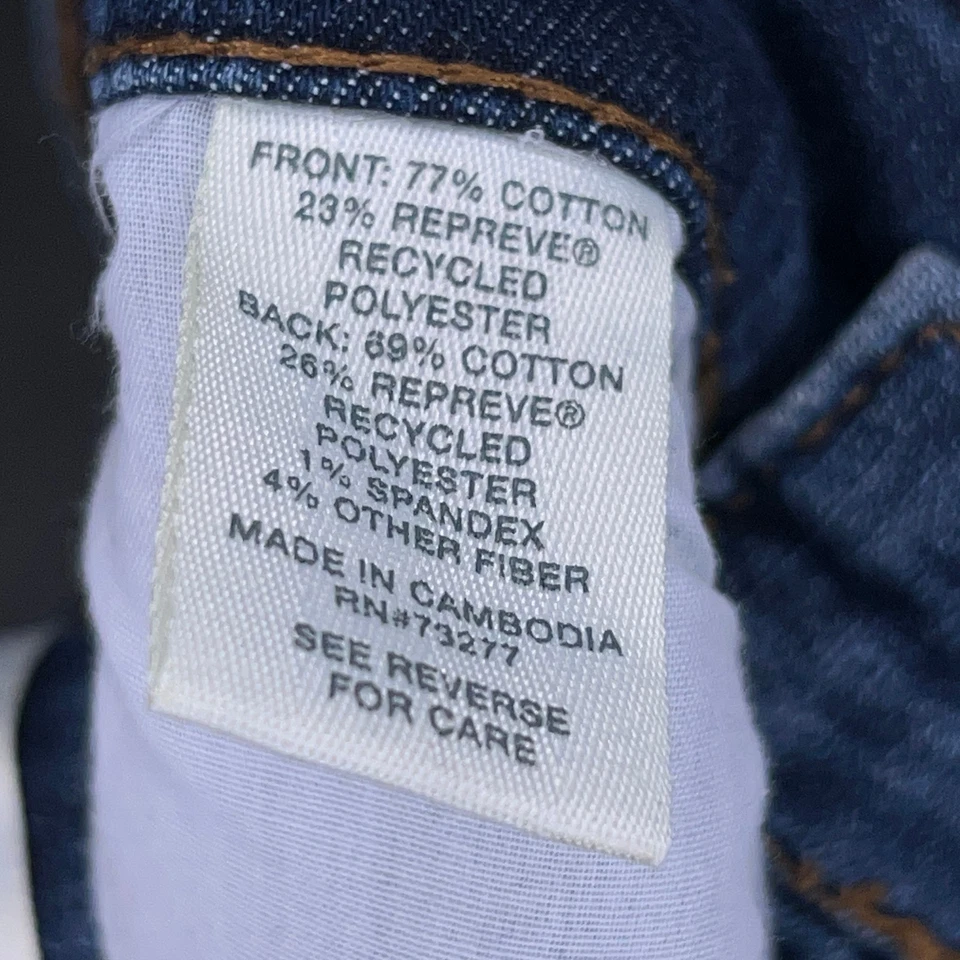 FRONT: 77% COTTON
23% REPREVE®
RECYCLED
POLYESTER
BACK: 69% COTTON
26% REPREVE®
RECYCLED
POLYESTER
1% SPANDEX
4% OTHER FIBER
MADE IN CAMBODIA
RN#73277
SEE REVERSE
FOR CARE